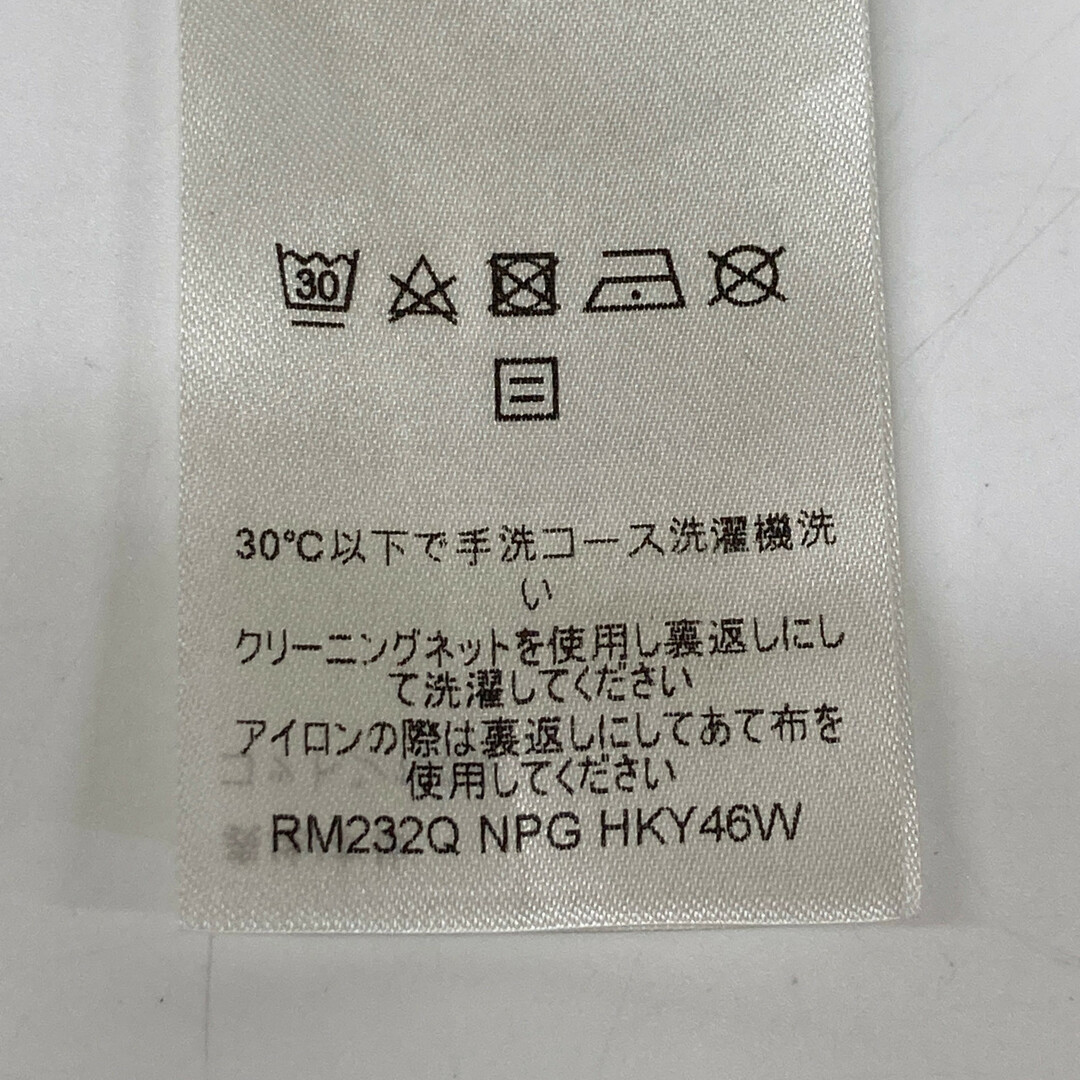 30
30℃以下で手洗コース洗濯機洗
い
クリーニングネットを使用し裏返しにし
て洗濯してください
アイロンの際は裏返しにしてあて布を
使用してください
RM232Q NPG HKY46W